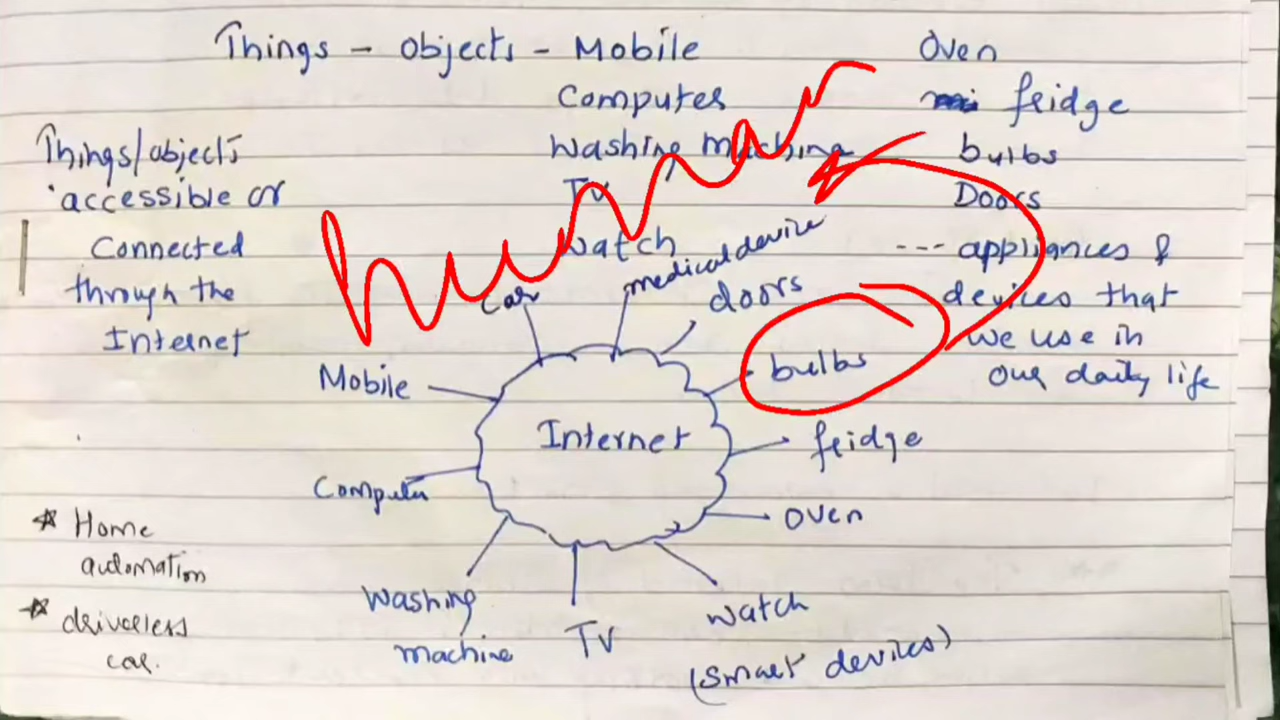 Things - Objects - Mobile
Computes
Washing machine
TV
Watch
Oven
feidge
bulbs
Doors
--- appliances &
devices that
we use in
our daily life
Things/objects
accessible or
Connected
through the
Internet
Car
medical device
doors
bulbs
feidge
oven
watch
(smart devices)
TV
Washing
machine
Computer
Mobile
Internet
* Home
automation
* driverless
car.
human